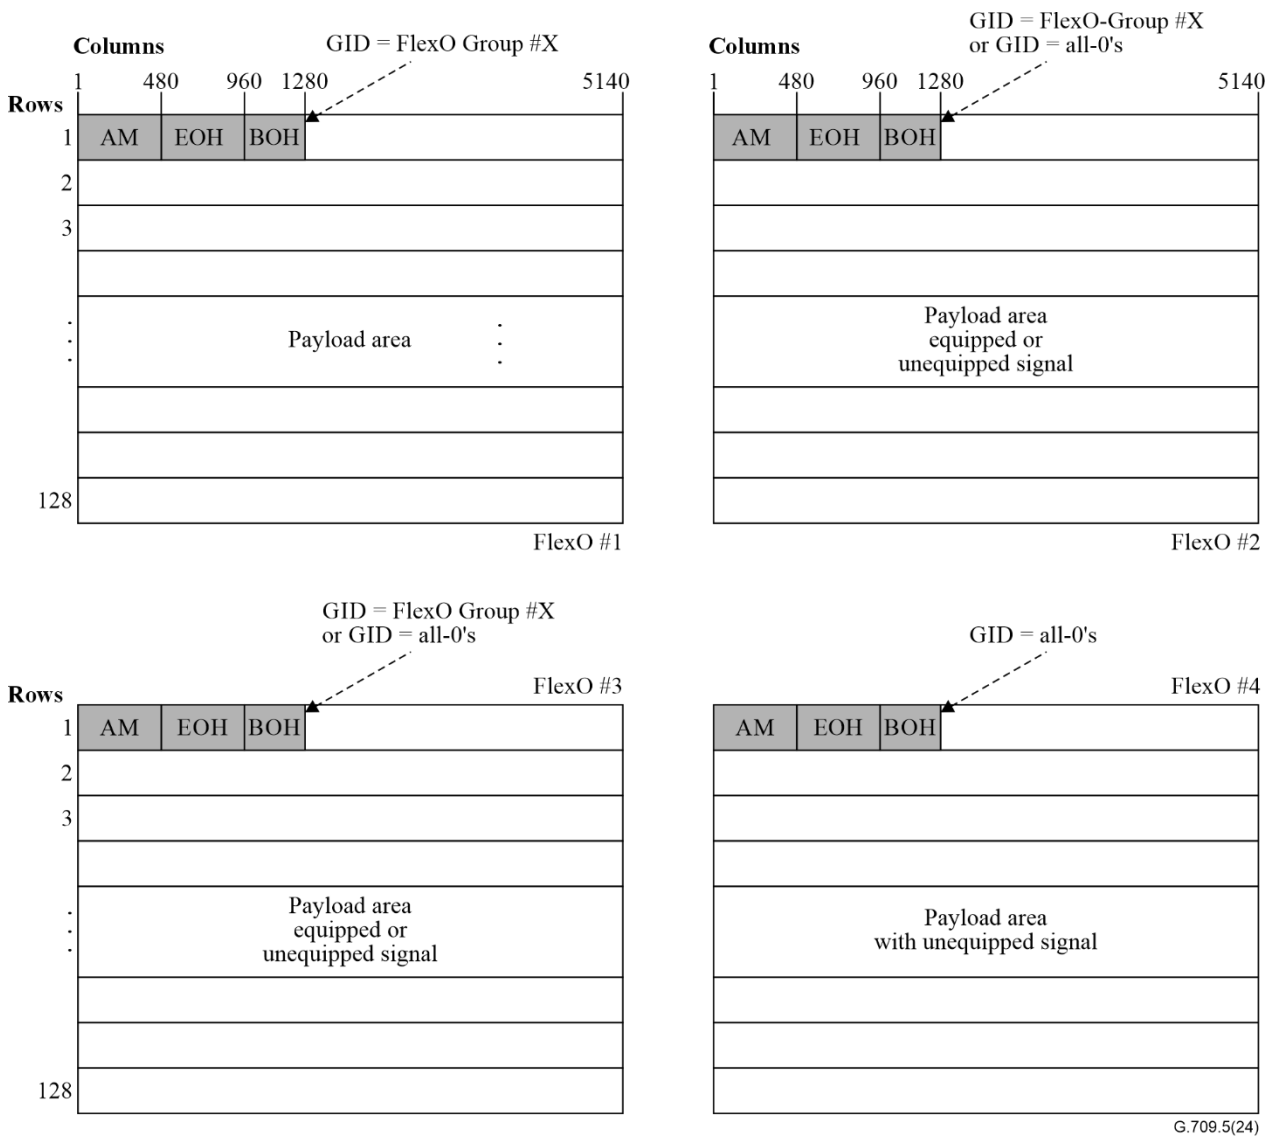 GID = FlexO Group #X
GID = FlexO-Group #X
or GID = all-0's
Columns
Columns
1 480 960 1280 5140
1 480 960 1280 5140
Rows
1 AM EOH BOH
AM EOH BOH
2
3
.
.
.
Payload area
.
.
.
Payload area
equipped or
unequipped signal
128
FlexO #1
FlexO #2
GID = FlexO Group #X
or GID = all-0's
GID = all-0's
Rows
FlexO #3
FlexO #4
1 AM EOH BOH
AM EOH BOH
2
3
.
.
.
Payload area
equipped or
unequipped signal
Payload area
with unequipped signal
128
G.709.5(24)